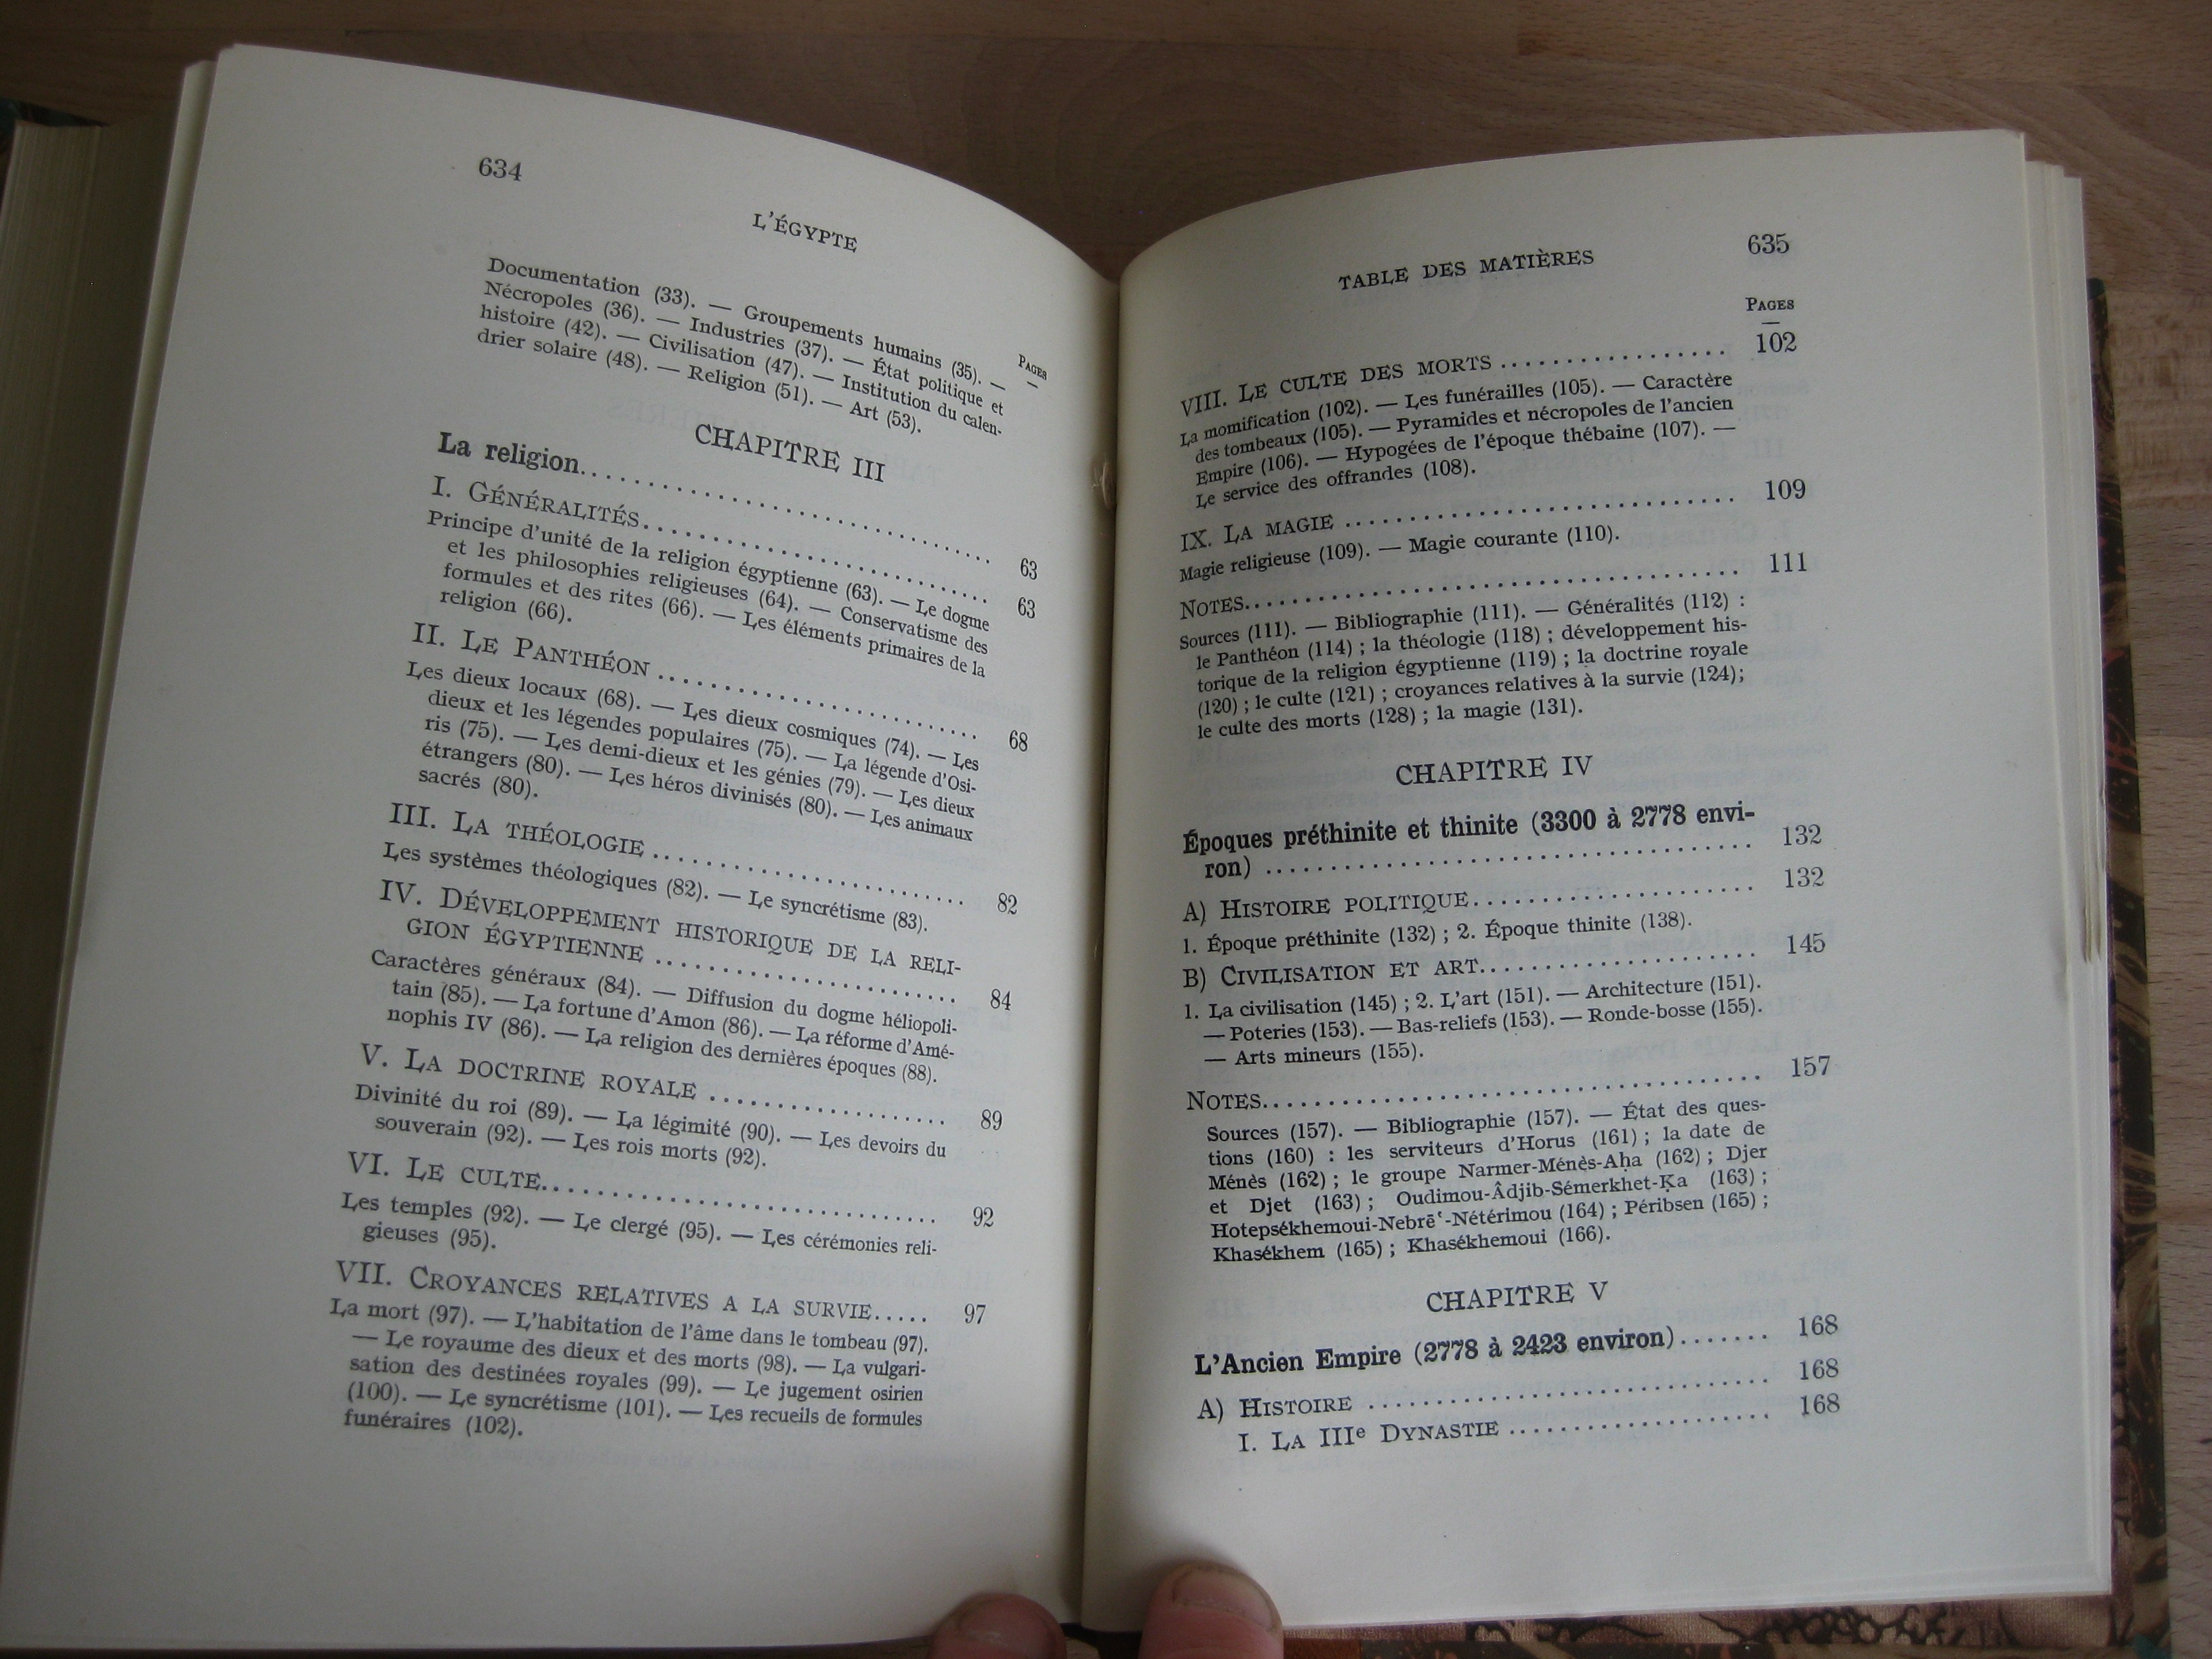 634
L'ÉGYPTE
Pages
Documentation (33). — Groupements humains (35). —
Nécropoles (36). — Industries (37). — État politique et
histoire (42). — Civilisation (47). — Institution du calen-
drier solaire (48). — Religion (51). — Art (53).
CHAPITRE III
La religion.......... 63
I. GÉNÉRALITÉS.......... 63
Principe d'unité de la religion égyptienne (63). — Le dogme
et les philosophies religieuses (64). — Conservatisme des
formules et des rites (66). — Les éléments primaires de la
religion (66).
II. LE PANTHÉON .......... 68
Les dieux locaux (68). — Les dieux cosmiques (74). — Les
dieux et les légendes populaires (75). — La légende d'Osi-
ris (75). — Les demi-dieux et les génies (79). — Les dieux
étrangers (80). — Les héros divinisés (80). — Les animaux
sacrés (80).
III. LA THÉOLOGIE .......... 82
Les systèmes théologiques (82). — Le syncrétisme (83).
IV. DÉVELOPPEMENT HISTORIQUE DE LA RELI-
GION ÉGYPTIENNE .......... 84
Caractères généraux (84). — Diffusion du dogme héliopoli-
tain (85). — La fortune d'Amon (86). — La réforme d'Amé-
nophis IV (86). — La religion des dernières époques (88).
V. LA DOCTRINE ROYALE .......... 89
Divinité du roi (89). — La légimité (90). — Les devoirs du
souverain (92). — Les rois morts (92).
VI. LE CULTE.......... 92
Les temples (92). — Le clergé (95). — Les cérémonies reli-
gieuses (95).
VII. CROYANCES RELATIVES A LA SURVIE..... 97
La mort (97). — L'habitation de l'âme dans le tombeau (97).
— Le royaume des dieux et des morts (98). — La vulgari-
sation des destinées royales (99). — Le jugement osirien
(100). — Le syncrétisme (101). — Les recueils de formules
funéraires (102).
TABLE DES MATIÈRES 635
Pages
VIII. LE CULTE DES MORTS .......... 102
La momification (102). — Les funérailles (105). — Caractère
des tombeaux (105). — Pyramides et nécropoles de l'ancien
Empire (106). — Hypogées de l'époque thébaine (107). —
Le service des offrandes (108).
IX. LA MAGIE .......... 109
Magie religieuse (109). — Magie courante (110).
NOTES.......... 111
Sources (111). — Bibliographie (111). — Généralités (112) :
le Panthéon (114) ; la théologie (118) ; développement his-
torique de la religion égyptienne (119) ; la doctrine royale
(120) ; le culte (121) ; croyances relatives à la survie (124);
le culte des morts (128) ; la magie (131).
CHAPITRE IV
Époques préthinite et thinite (3300 à 2778 envi-
ron) .......... 132
A) HISTOIRE POLITIQUE.......... 132
1. Époque préthinite (132) ; 2. Époque thinite (138).
B) CIVILISATION ET ART.......... 145
1. La civilisation (145) ; 2. L'art (151). — Architecture (151).
— Poteries (153). — Bas-reliefs (153). — Ronde-bosse (155).
— Arts mineurs (155).
NOTES.......... 157
Sources (157). — Bibliographie (157). — État des ques-
tions (160) : les serviteurs d'Horus (161) ; la date de
Ménès (162) ; le groupe Narmer-Ménès-Aḥa (162) ; Djer
et Djet (163) ; Oudimou-Âdjib-Sémerkhet-Ḳa (163) ;
Hotepsékhemoui-Nebrē‛-Nétérimou (164) ; Péribsen (165) ;
Khasékhem (165) ; Khasékhemoui (166).
CHAPITRE V
L'Ancien Empire (2778 à 2423 environ)....... 168
A) HISTOIRE .......... 168
I. LA IIIe DYNASTIE .......... 168